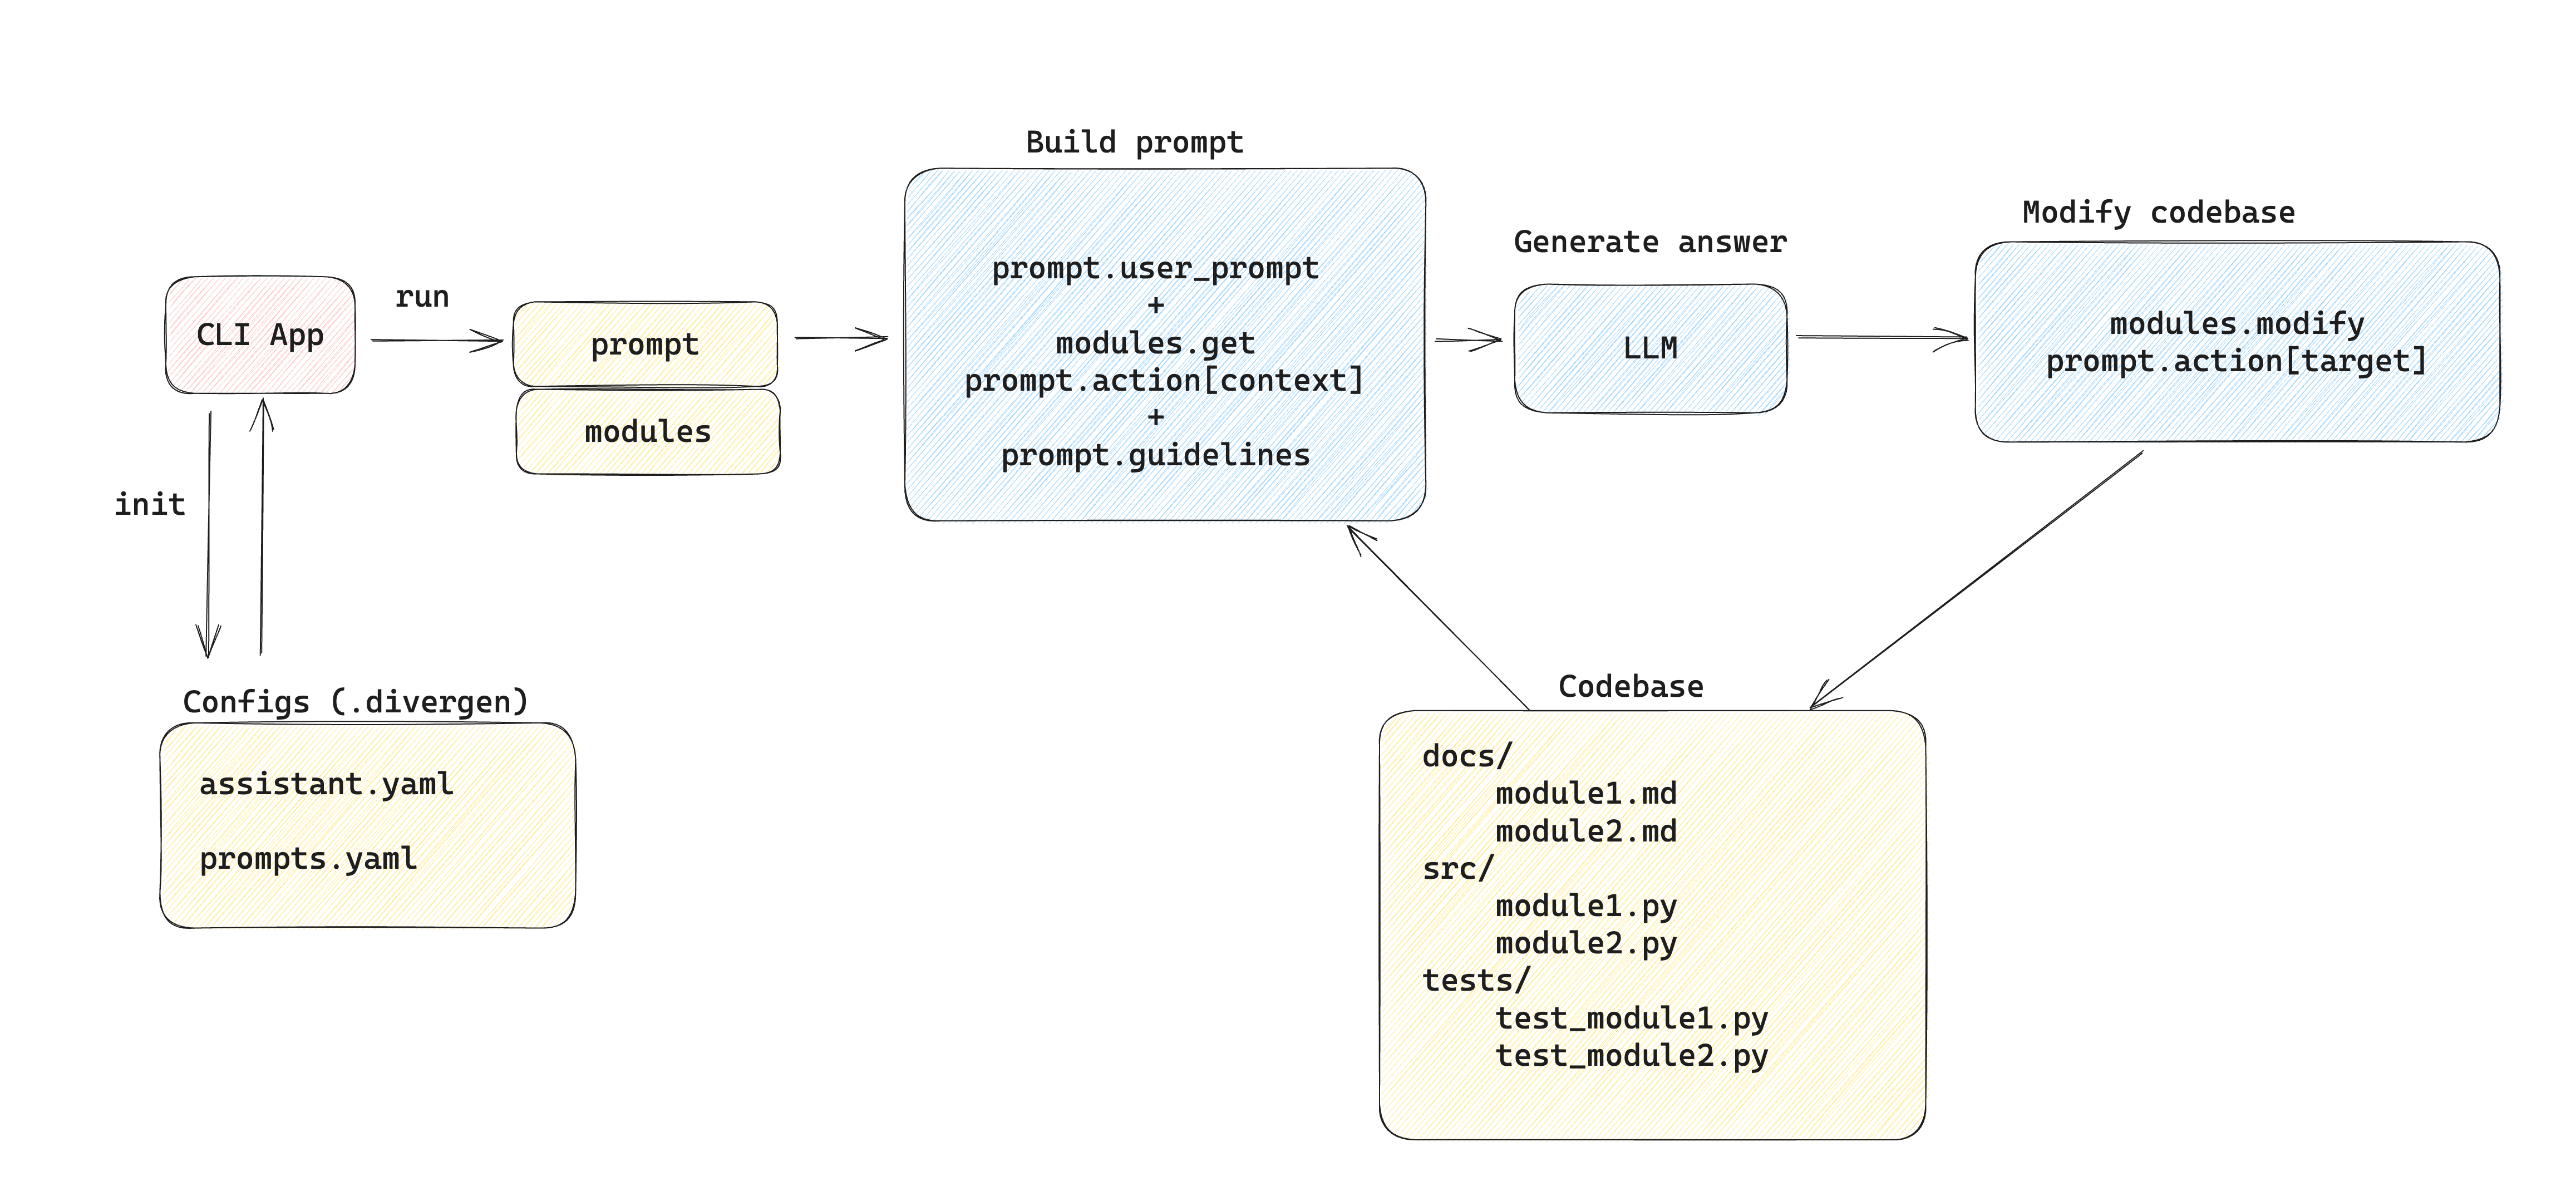 Build prompt
prompt.user_prompt
+
modules.get
prompt.action[context]
+
prompt.guidelines
Generate answer
LLM
Modify codebase
modules.modify
prompt.action[target]
CLI App
run
prompt
modules
init
Configs (.divergen)
assistant.yaml
prompts.yaml
Codebase
docs/
module1.md
module2.md
src/
module1.py
module2.py
tests/
test_module1.py
test_module2.py